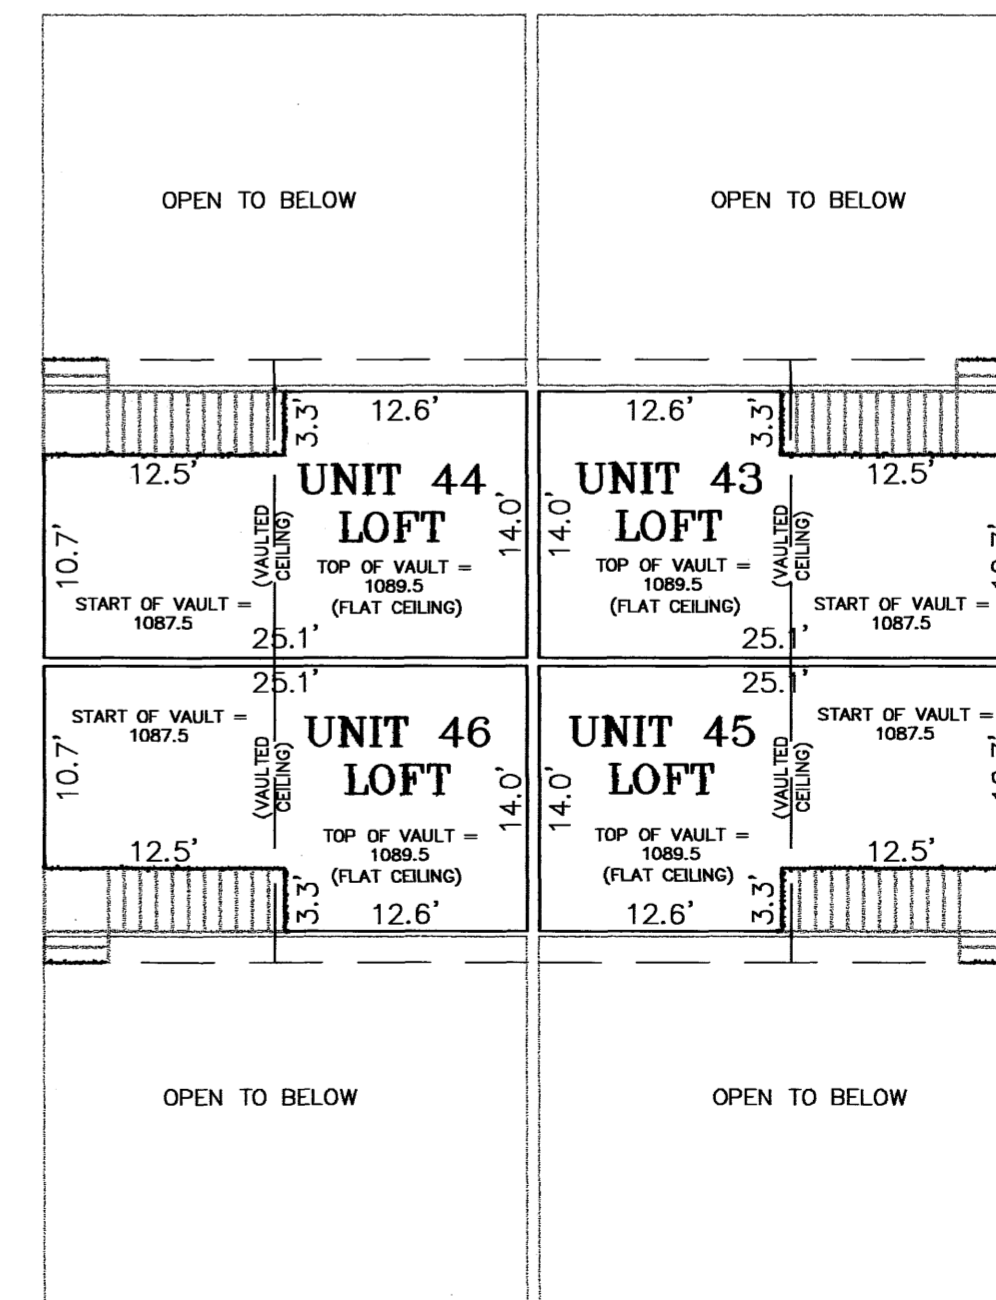 OPEN TO BELOW
OPEN TO BELOW
12.6'
3.3'
12.5'
UNIT 44
LOFT
14.0'
10.7'
(VAULTED
CEILING)
TOP OF VAULT =
1089.5
(FLAT CEILING)
START OF VAULT =
1087.5
25.1'
12.6'
3.3'
12.5'
UNIT 43
LOFT
14.0'
(VAULTED
CEILING)
TOP OF VAULT =
1089.5
(FLAT CEILING)
START OF VAULT =
1087.5
25.1'
25.1'
START OF VAULT =
1087.5
UNIT 46
LOFT
10.7'
(VAULTED
CEILING)
14.0'
TOP OF VAULT =
1089.5
(FLAT CEILING)
12.5'
3.3'
12.6'
25.1'
START OF VAULT =
1087.5
UNIT 45
LOFT
14.0'
(VAULTED
CEILING)
TOP OF VAULT =
1089.5
(FLAT CEILING)
12.5'
3.3'
12.6'
OPEN TO BELOW
OPEN TO BELOW